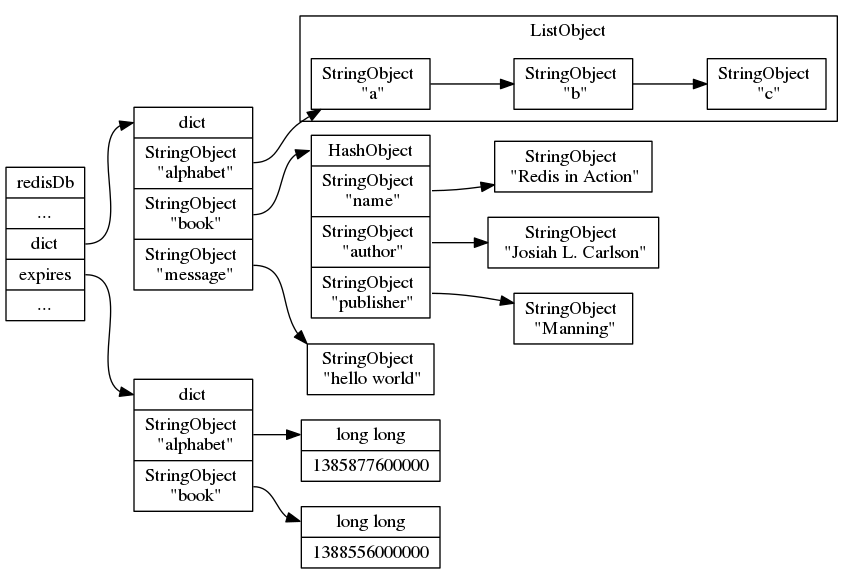 ListObject
StringObject
"a"
StringObject
"b"
StringObject
"c"
dict
StringObject
"alphabet"
StringObject
"book"
StringObject
"message"
HashObject
StringObject
"name"
StringObject
"author"
StringObject
"publisher"
StringObject
"Redis in Action"
StringObject
"Josiah L. Carlson"
StringObject
"Manning"
redisDb
...
dict
expires
...
StringObject
"hello world"
dict
StringObject
"alphabet"
StringObject
"book"
long long
1385877600000
long long
1388556000000